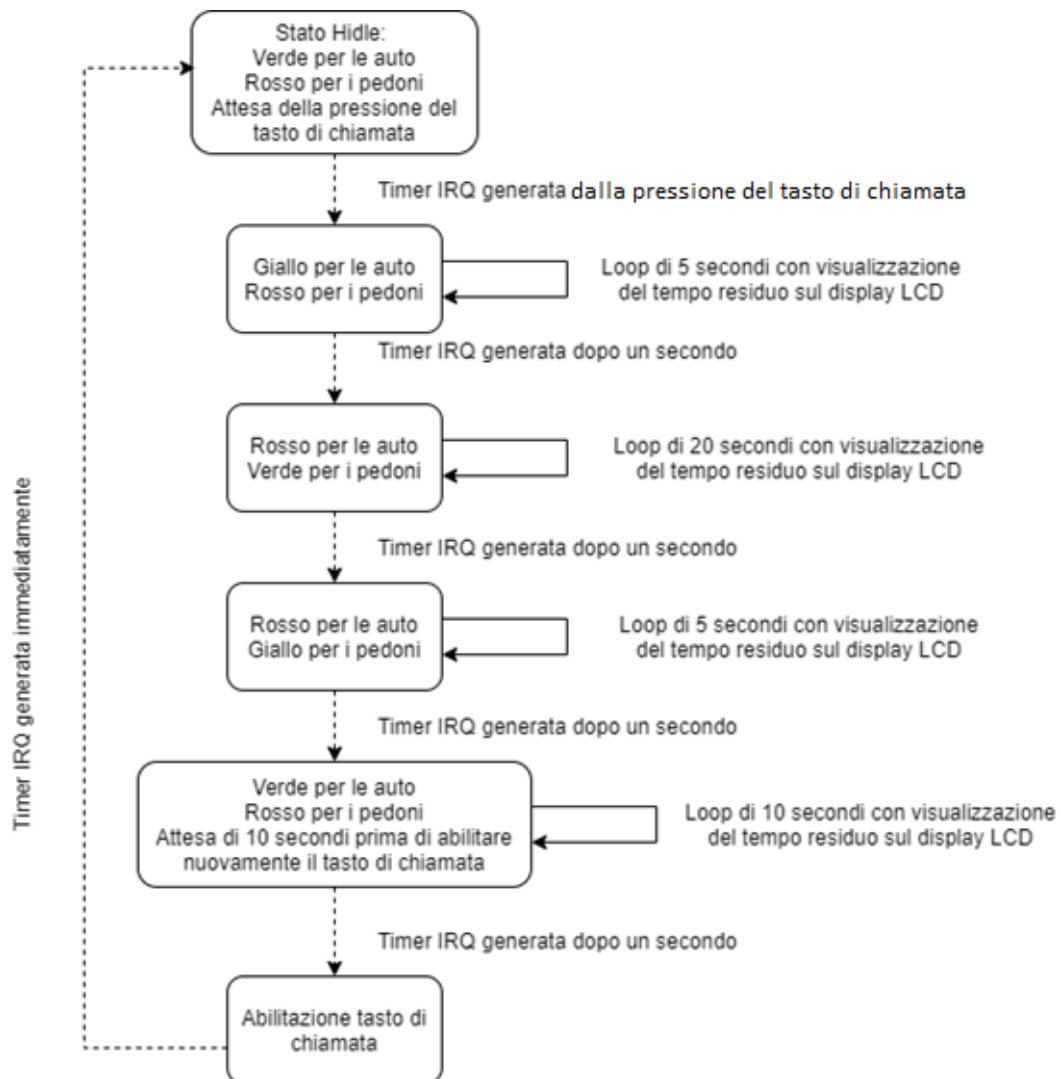 Stato Hidle:
Verde per le auto
Rosso per i pedoni
Attesa della pressione del
tasto di chiamata
Timer IRQ generata dalla pressione del tasto di chiamata
Giallo per le auto
Rosso per i pedoni
Loop di 5 secondi con visualizzazione
del tempo residuo sul display LCD
Timer IRQ generata dopo un secondo
Rosso per le auto
Verde per i pedoni
Loop di 20 secondi con visualizzazione
del tempo residuo sul display LCD
Timer IRQ generata dopo un secondo
Rosso per le auto
Giallo per i pedoni
Loop di 5 secondi con visualizzazione
del tempo residuo sul display LCD
Timer IRQ generata dopo un secondo
Verde per le auto
Rosso per i pedoni
Attesa di 10 secondi prima di abilitare
nuovamente il tasto di chiamata
Loop di 10 secondi con visualizzazione
del tempo residuo sul display LCD
Timer IRQ generata dopo un secondo
Abilitazione tasto di
chiamata
Timer IRQ generata immediatamente